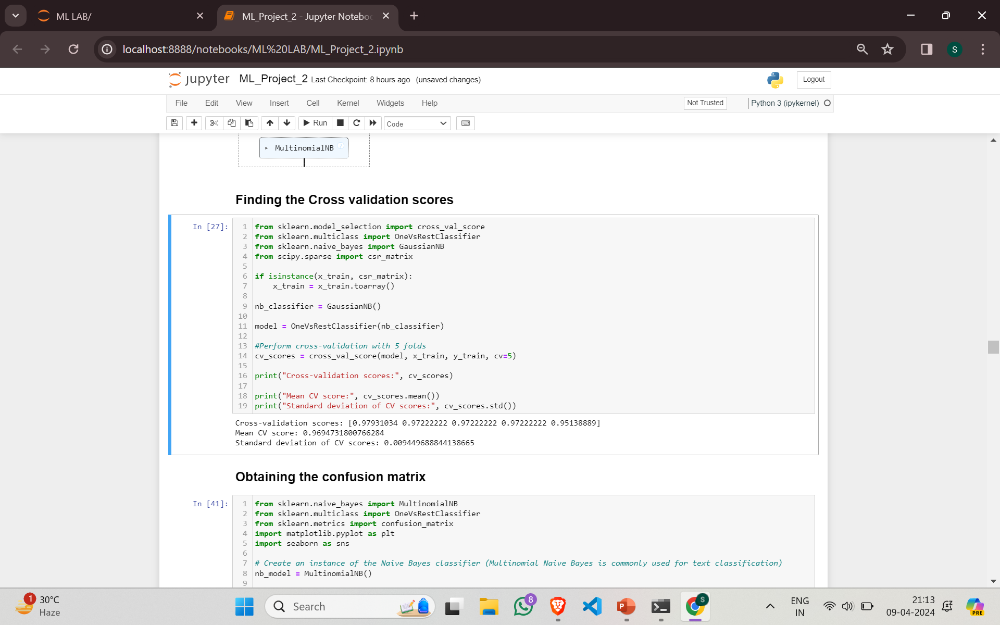 ML LAB/
ML_Project_2 - Jupyter Notebo
localhost:8888/notebooks/ML%20LAB/ML_Project_2.ipynb
S
jupyter ML_Project_2 Last Checkpoint: 8 hours ago (unsaved changes)
Logout
File Edit View Insert Cell Kernel Widgets Help
Not Trusted
Python 3 (ipykernel)
Run
Code
MultinomialNB
Finding the Cross validation scores
In [27]:
1 from sklearn.model_selection import cross_val_score
2 from sklearn.multiclass import OneVsRestClassifier
3 from sklearn.naive_bayes import GaussianNB
4 from scipy.sparse import csr_matrix
5
6 if isinstance(x_train, csr_matrix):
7     x_train = x_train.toarray()
8
9 nb_classifier = GaussianNB()
10
11 model = OneVsRestClassifier(nb_classifier)
12
13 #Perform cross-validation with 5 folds
14 cv_scores = cross_val_score(model, x_train, y_train, cv=5)
15
16 print("Cross-validation scores:", cv_scores)
17
18 print("Mean CV score:", cv_scores.mean())
19 print("Standard deviation of CV scores:", cv_scores.std())
Cross-validation scores: [0.97931034 0.97222222 0.97222222 0.97222222 0.95138889]
Mean CV score: 0.9694731800766284
Standard deviation of CV scores: 0.009449688844138665
Obtaining the confusion matrix
In [41]:
1 from sklearn.naive_bayes import MultinomialNB
2 from sklearn.multiclass import OneVsRestClassifier
3 from sklearn.metrics import confusion_matrix
4 import matplotlib.pyplot as plt
5 import seaborn as sns
6
7 # Create an instance of the Naive Bayes classifier (Multinomial Naive Bayes is commonly used for text classification)
8 nb_model = MultinomialNB()
9
1
30°C
Haze
Search
8
P
S
ENG
IN
21:13
09-04-2024
PRE